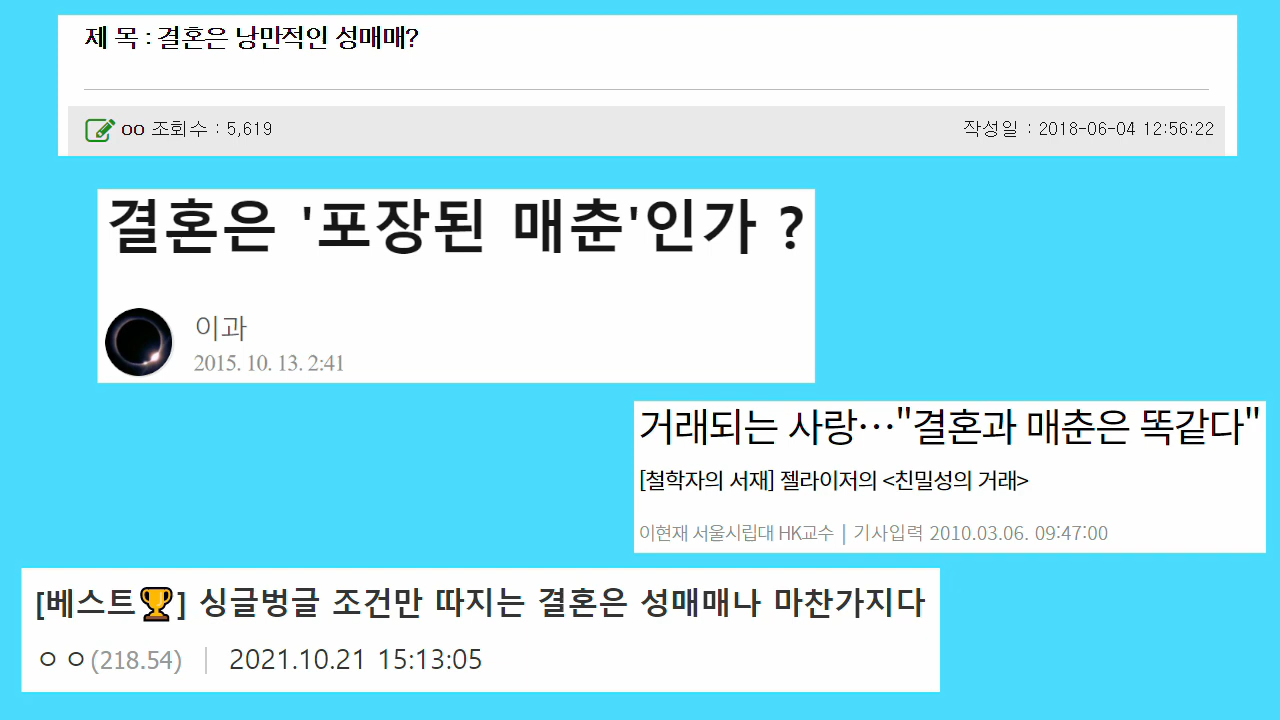 제 목 : 결혼은 낭만적인 성매매?
oo 조회수 : 5,619
작성일 : 2018-06-04 12:56:22
결혼은 '포장된 매춘'인가 ?
이과
2015. 10. 13. 2:41
거래되는 사랑…"결혼과 매춘은 똑같다"
[철학자의 서재] 젤라이저의 <친밀성의 거래>
이현재 서울시립대 HK교수 | 기사입력 2010.03.06. 09:47:00
[베스트🏆] 싱글벙글 조건만 따지는 결혼은 성매매나 마찬가지다
ㅇㅇ(218.54) | 2021.10.21 15:13:05